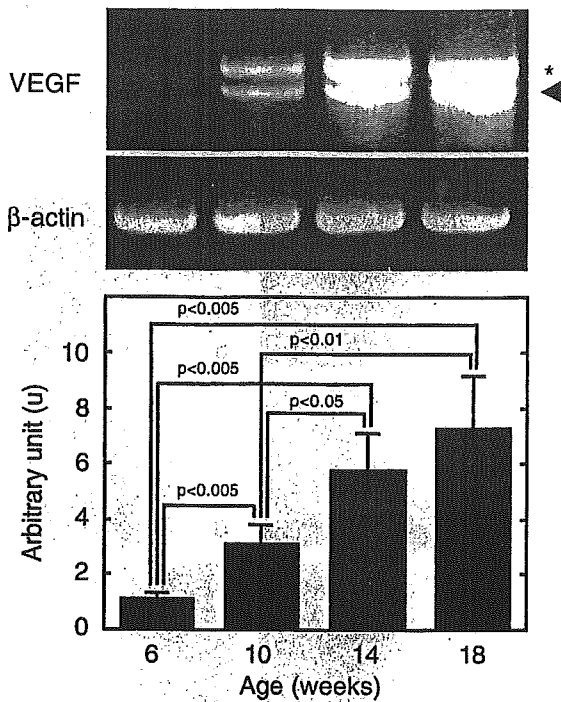 VEGF
*
β-actin
p<0.005
p<0.01
p<0.005
p<0.05
p<0.005
Arbitrary unit (u)
10
8
6
4
2
0
6 10 14 18
Age (weeks)